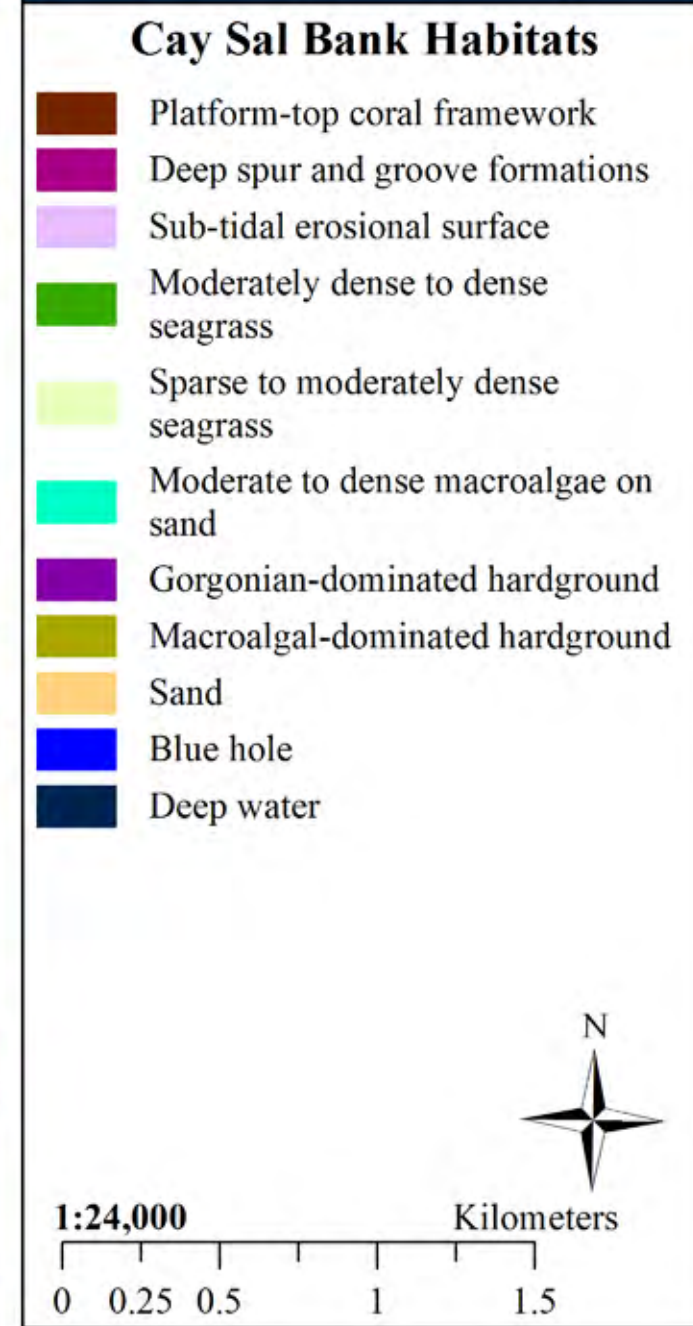 Cay Sal Bank Habitats
Platform-top coral framework
Deep spur and groove formations
Sub-tidal erosional surface
Moderately dense to dense
seagrass
Sparse to moderately dense
seagrass
Moderate to dense macroalgae on
sand
Gorgonian-dominated hardground
Macroalgal-dominated hardground
Sand
Blue hole
Deep water
N
1:24,000 Kilometers
0 0.25 0.5 1 1.5